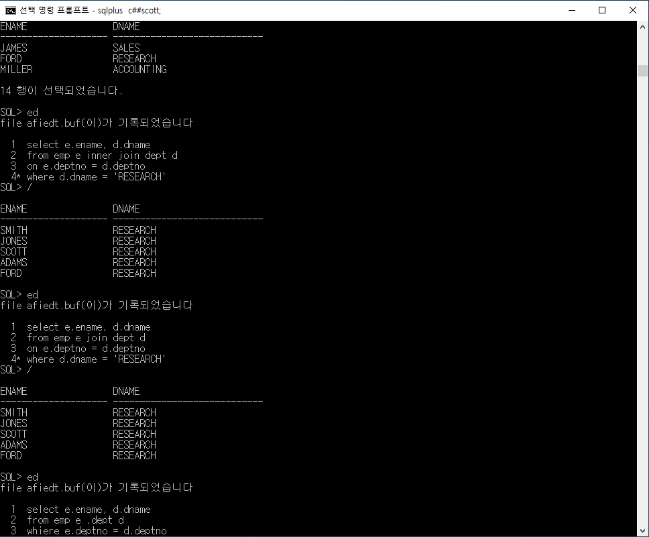 선택 명령 프롬프트 - sqlplus  c##scott;
ENAME                DNAME
-------------------- ----------------------------
JAMES                SALES
FORD                 RESEARCH
MILLER               ACCOUNTING
14 행이 선택되었습니다.
SQL> ed
file afiedt.buf(이)가 기록되었습니다
  1  select e.ename, d.dname
  2  from emp e inner join dept d
  3  on e.deptno = d.deptno
  4* where d.dname = 'RESEARCH'
SQL> /
ENAME                DNAME
-------------------- ----------------------------
SMITH                RESEARCH
JONES                RESEARCH
SCOTT                RESEARCH
ADAMS                RESEARCH
FORD                 RESEARCH
SQL> ed
file afiedt.buf(이)가 기록되었습니다
  1  select e.ename, d.dname
  2  from emp e join dept d
  3  on e.deptno = d.deptno
  4* where d.dname = 'RESEARCH'
SQL> /
ENAME                DNAME
-------------------- ----------------------------
SMITH                RESEARCH
JONES                RESEARCH
SCOTT                RESEARCH
ADAMS                RESEARCH
FORD                 RESEARCH
SQL> ed
file afiedt.buf(이)가 기록되었습니다
  1  select e.ename, d.dname
  2  from emp e ,dept d
  3  whiere e.deptno = d.deptno